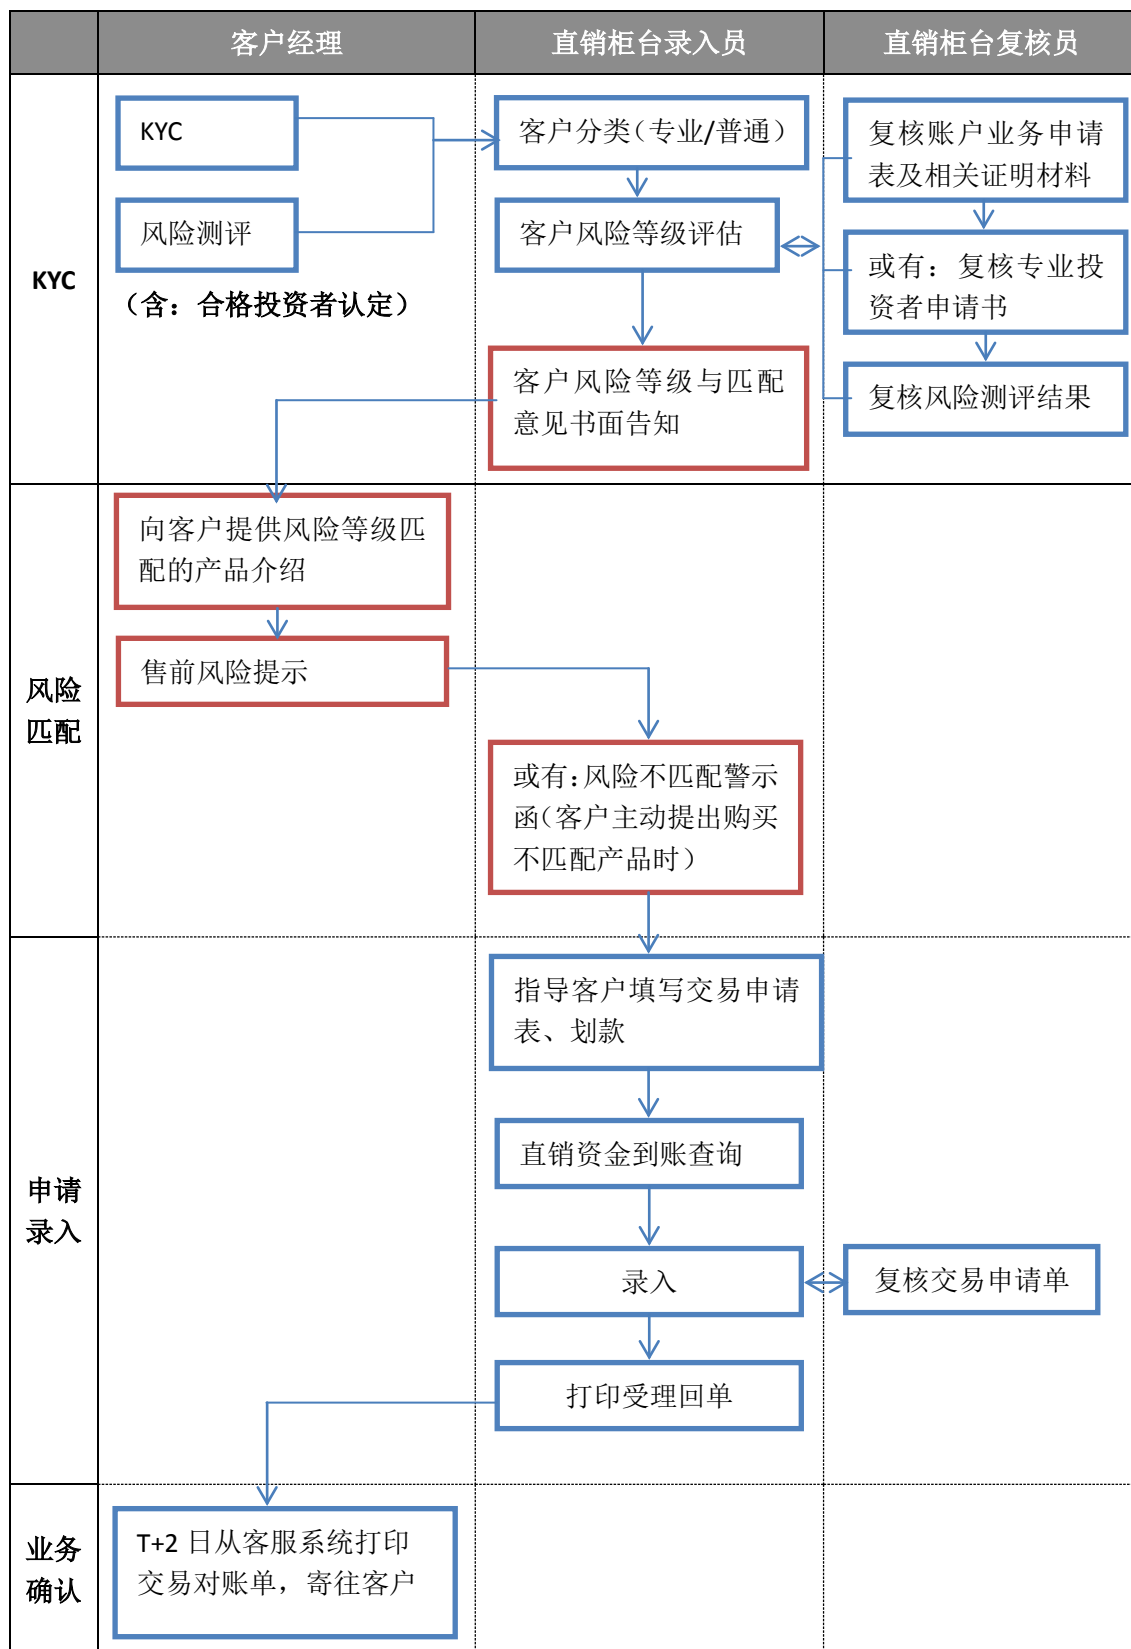 客户经理
直销柜台录入员
直销柜台复核员
KYC
KYC
风险测评
（含：合格投资者认定）
客户分类（专业/普通）
客户风险等级评估
客户风险等级与匹配
意见书面告知
复核账户业务申请
表及相关证明材料
或有：复核专业投
资者申请书
复核风险测评结果
风险
匹配
向客户提供风险等级匹
配的产品介绍
售前风险提示
或有：风险不匹配警示
函（客户主动提出购买
不匹配产品时）
申请
录入
指导客户填写交易申请
表、划款
直销资金到账查询
录入
复核交易申请单
打印受理回单
业务
确认
T+2 日从客服系统打印
交易对账单，寄往客户